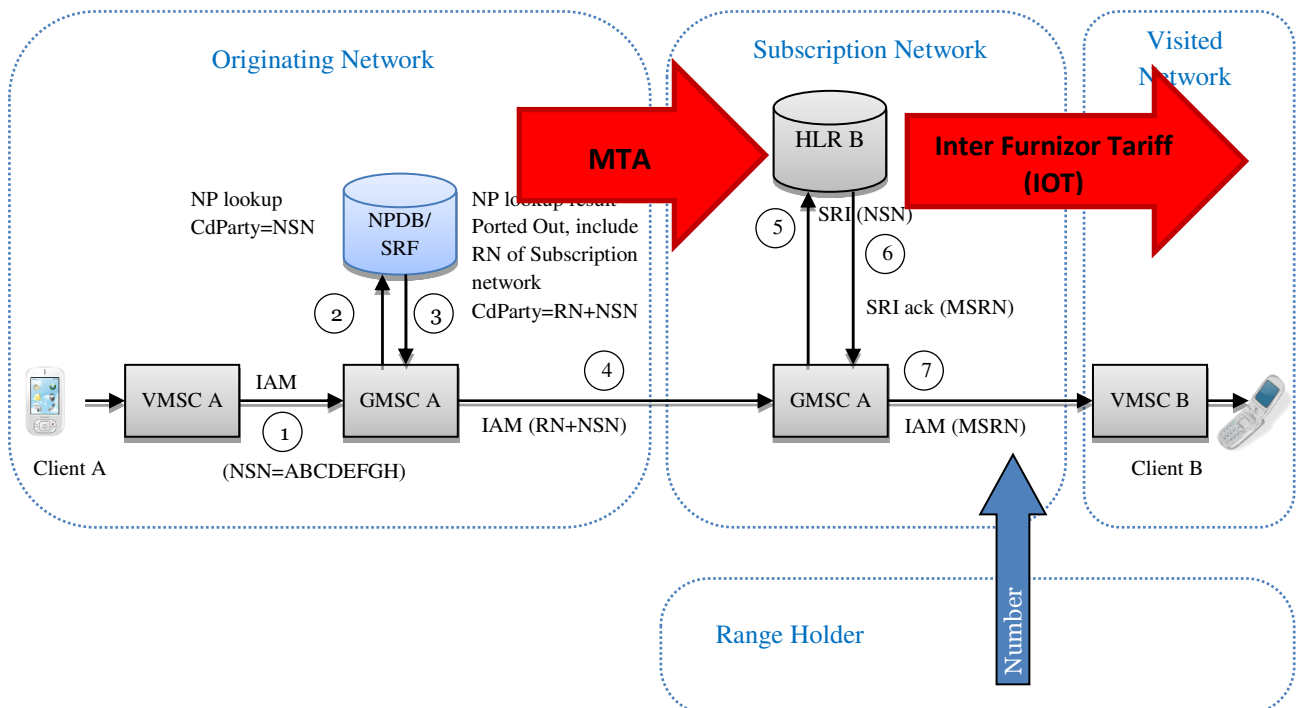 Originating Network
Subscription Network
Visited
Network
MTA
HLR B
Inter Furnizor Tariff
(IOT)
NP lookup
CdParty=NSN
NPDB/
SRF
NP lookup result
Ported Out, include
RN of Subscription
network
CdParty=RN+NSN
2
3
5
SRI (NSN)
6
SRI ack (MSRN)
VMSC A
IAM
1
(NSN=ABCDEFGH)
GMSC A
4
IAM (RN+NSN)
GMSC A
7
IAM (MSRN)
VMSC B
Client A
Client B
Range Holder
Number